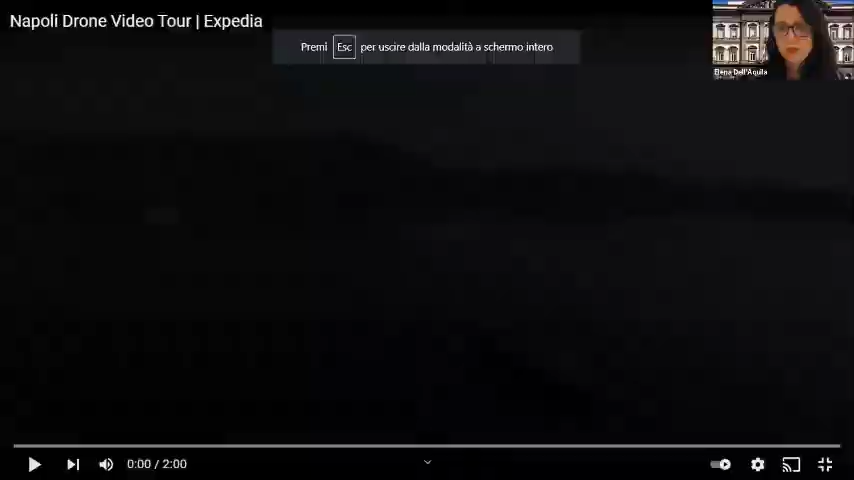 Napoli Drone Video Tour | Expedia
Premi Esc per uscire dalla modalità a schermo intero
Elena Dell'Aquila
0:00 / 2:00